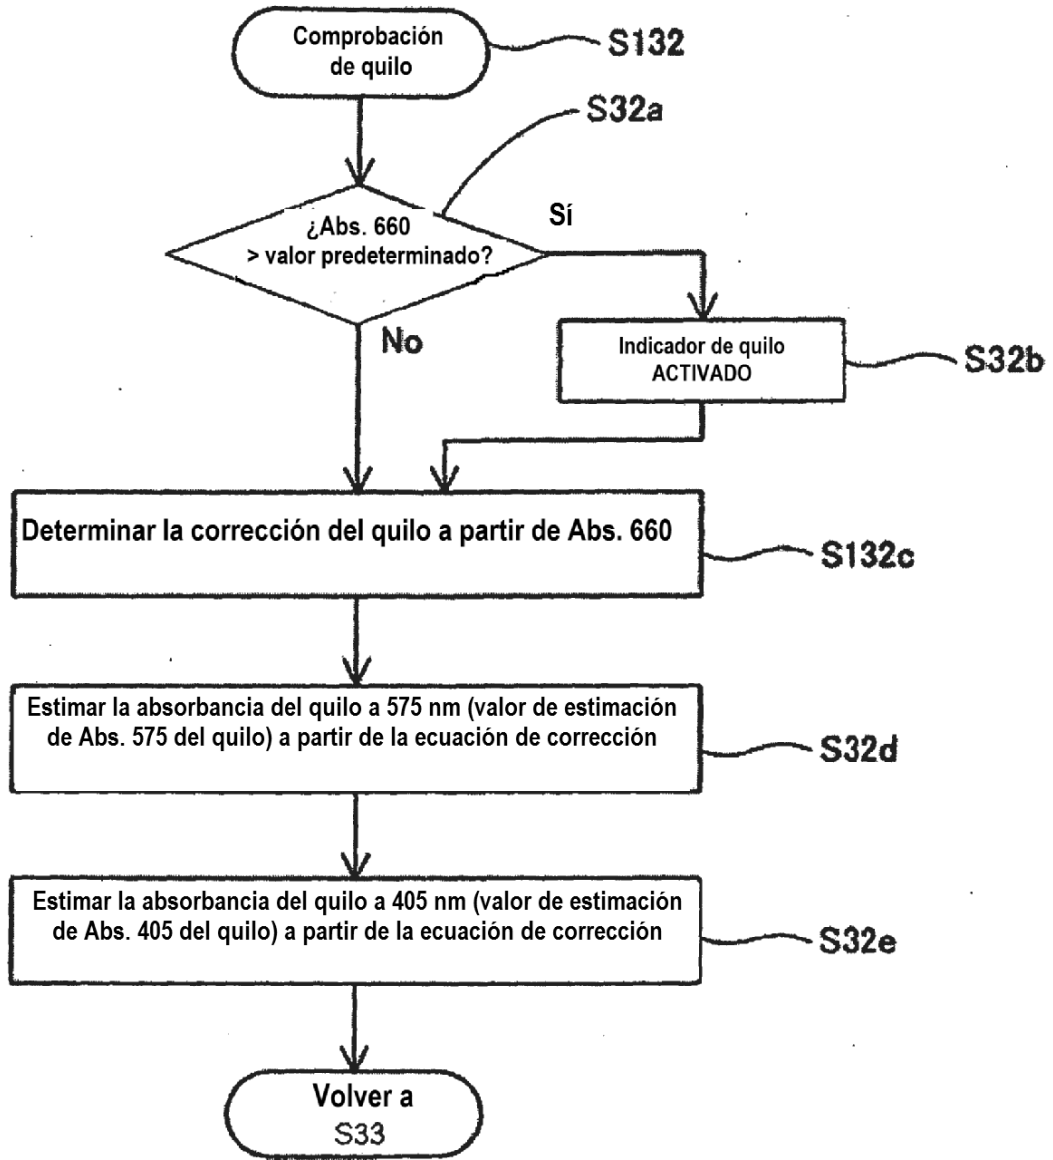 Comprobación
de quilo
S132
S32a
¿Abs. 660
> valor predeterminado?
Sí
No
Indicador de quilo
ACTIVADO
S32b
Determinar la corrección del quilo a partir de Abs. 660
S132c
Estimar la absorbancia del quilo a 575 nm (valor de estimación
de Abs. 575 del quilo) a partir de la ecuación de corrección
S32d
Estimar la absorbancia del quilo a 405 nm (valor de estimación
de Abs. 405 del quilo) a partir de la ecuación de corrección
S32e
Volver a
S33